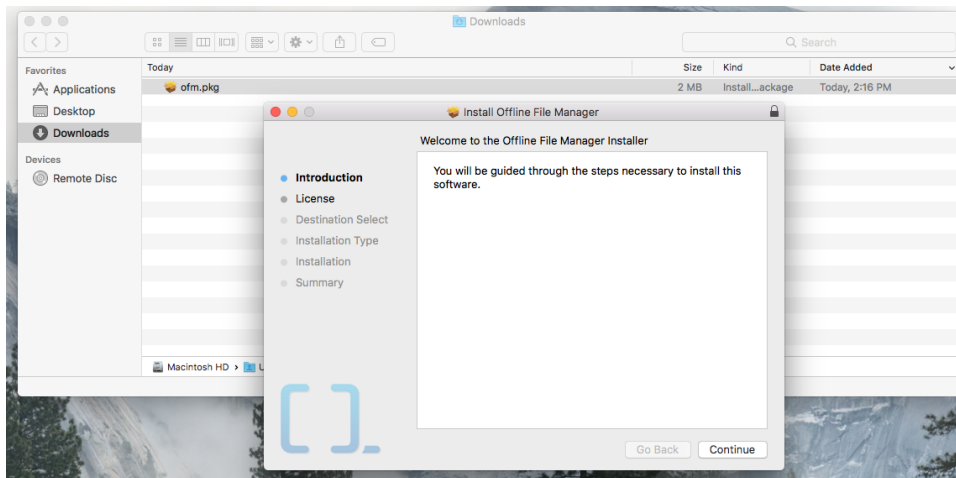 Downloads
Search
Favorites
Applications
Desktop
Downloads
Devices
Remote Disc
Today Size Kind Date Added
ofm.pkg 2 MB Install...ackage Today, 2:16 PM
Macintosh HD › U
Install Offline File Manager
Welcome to the Offline File Manager Installer
Introduction
License
Destination Select
Installation Type
Installation
Summary
You will be guided through the steps necessary to install this
software.
Go Back Continue